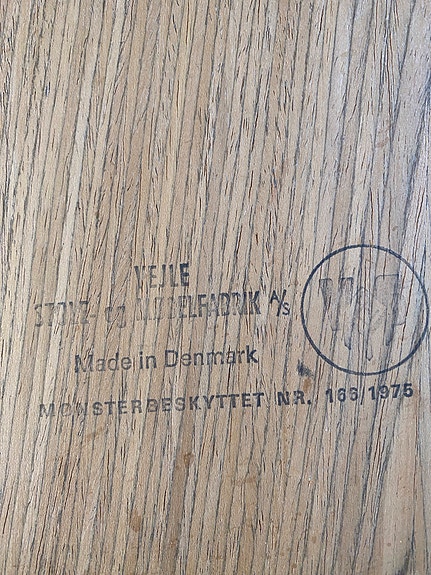 VEJLE
STOLE- og MØBELFABRIK A/S
Made in Denmark
MØNSTERBESKYTTET NR. 166/1975